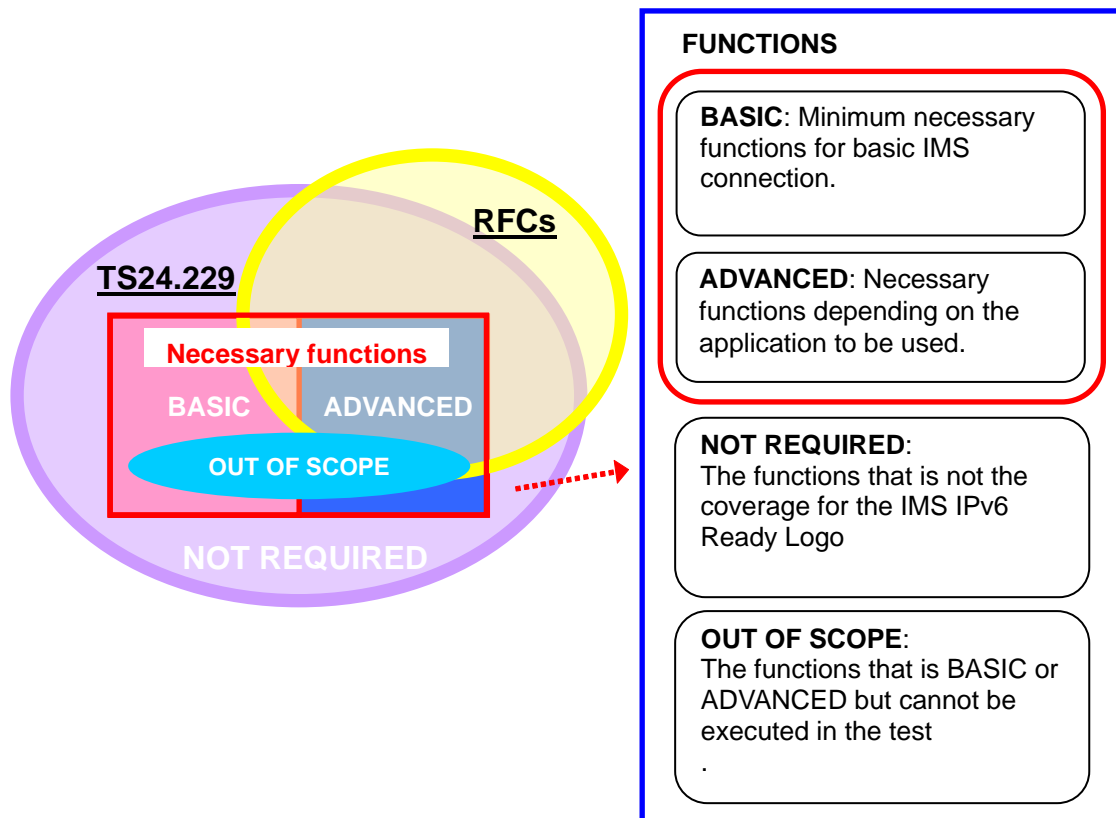 RFCs
TS24.229
Necessary functions
BASIC
ADVANCED
OUT OF SCOPE
NOT REQUIRED
FUNCTIONS
BASIC: Minimum necessary
functions for basic IMS
connection.
ADVANCED: Necessary
functions depending on the
application to be used.
NOT REQUIRED:
The functions that is not the
coverage for the IMS IPv6
Ready Logo
OUT OF SCOPE:
The functions that is BASIC or
ADVANCED but cannot be
executed in the test
.